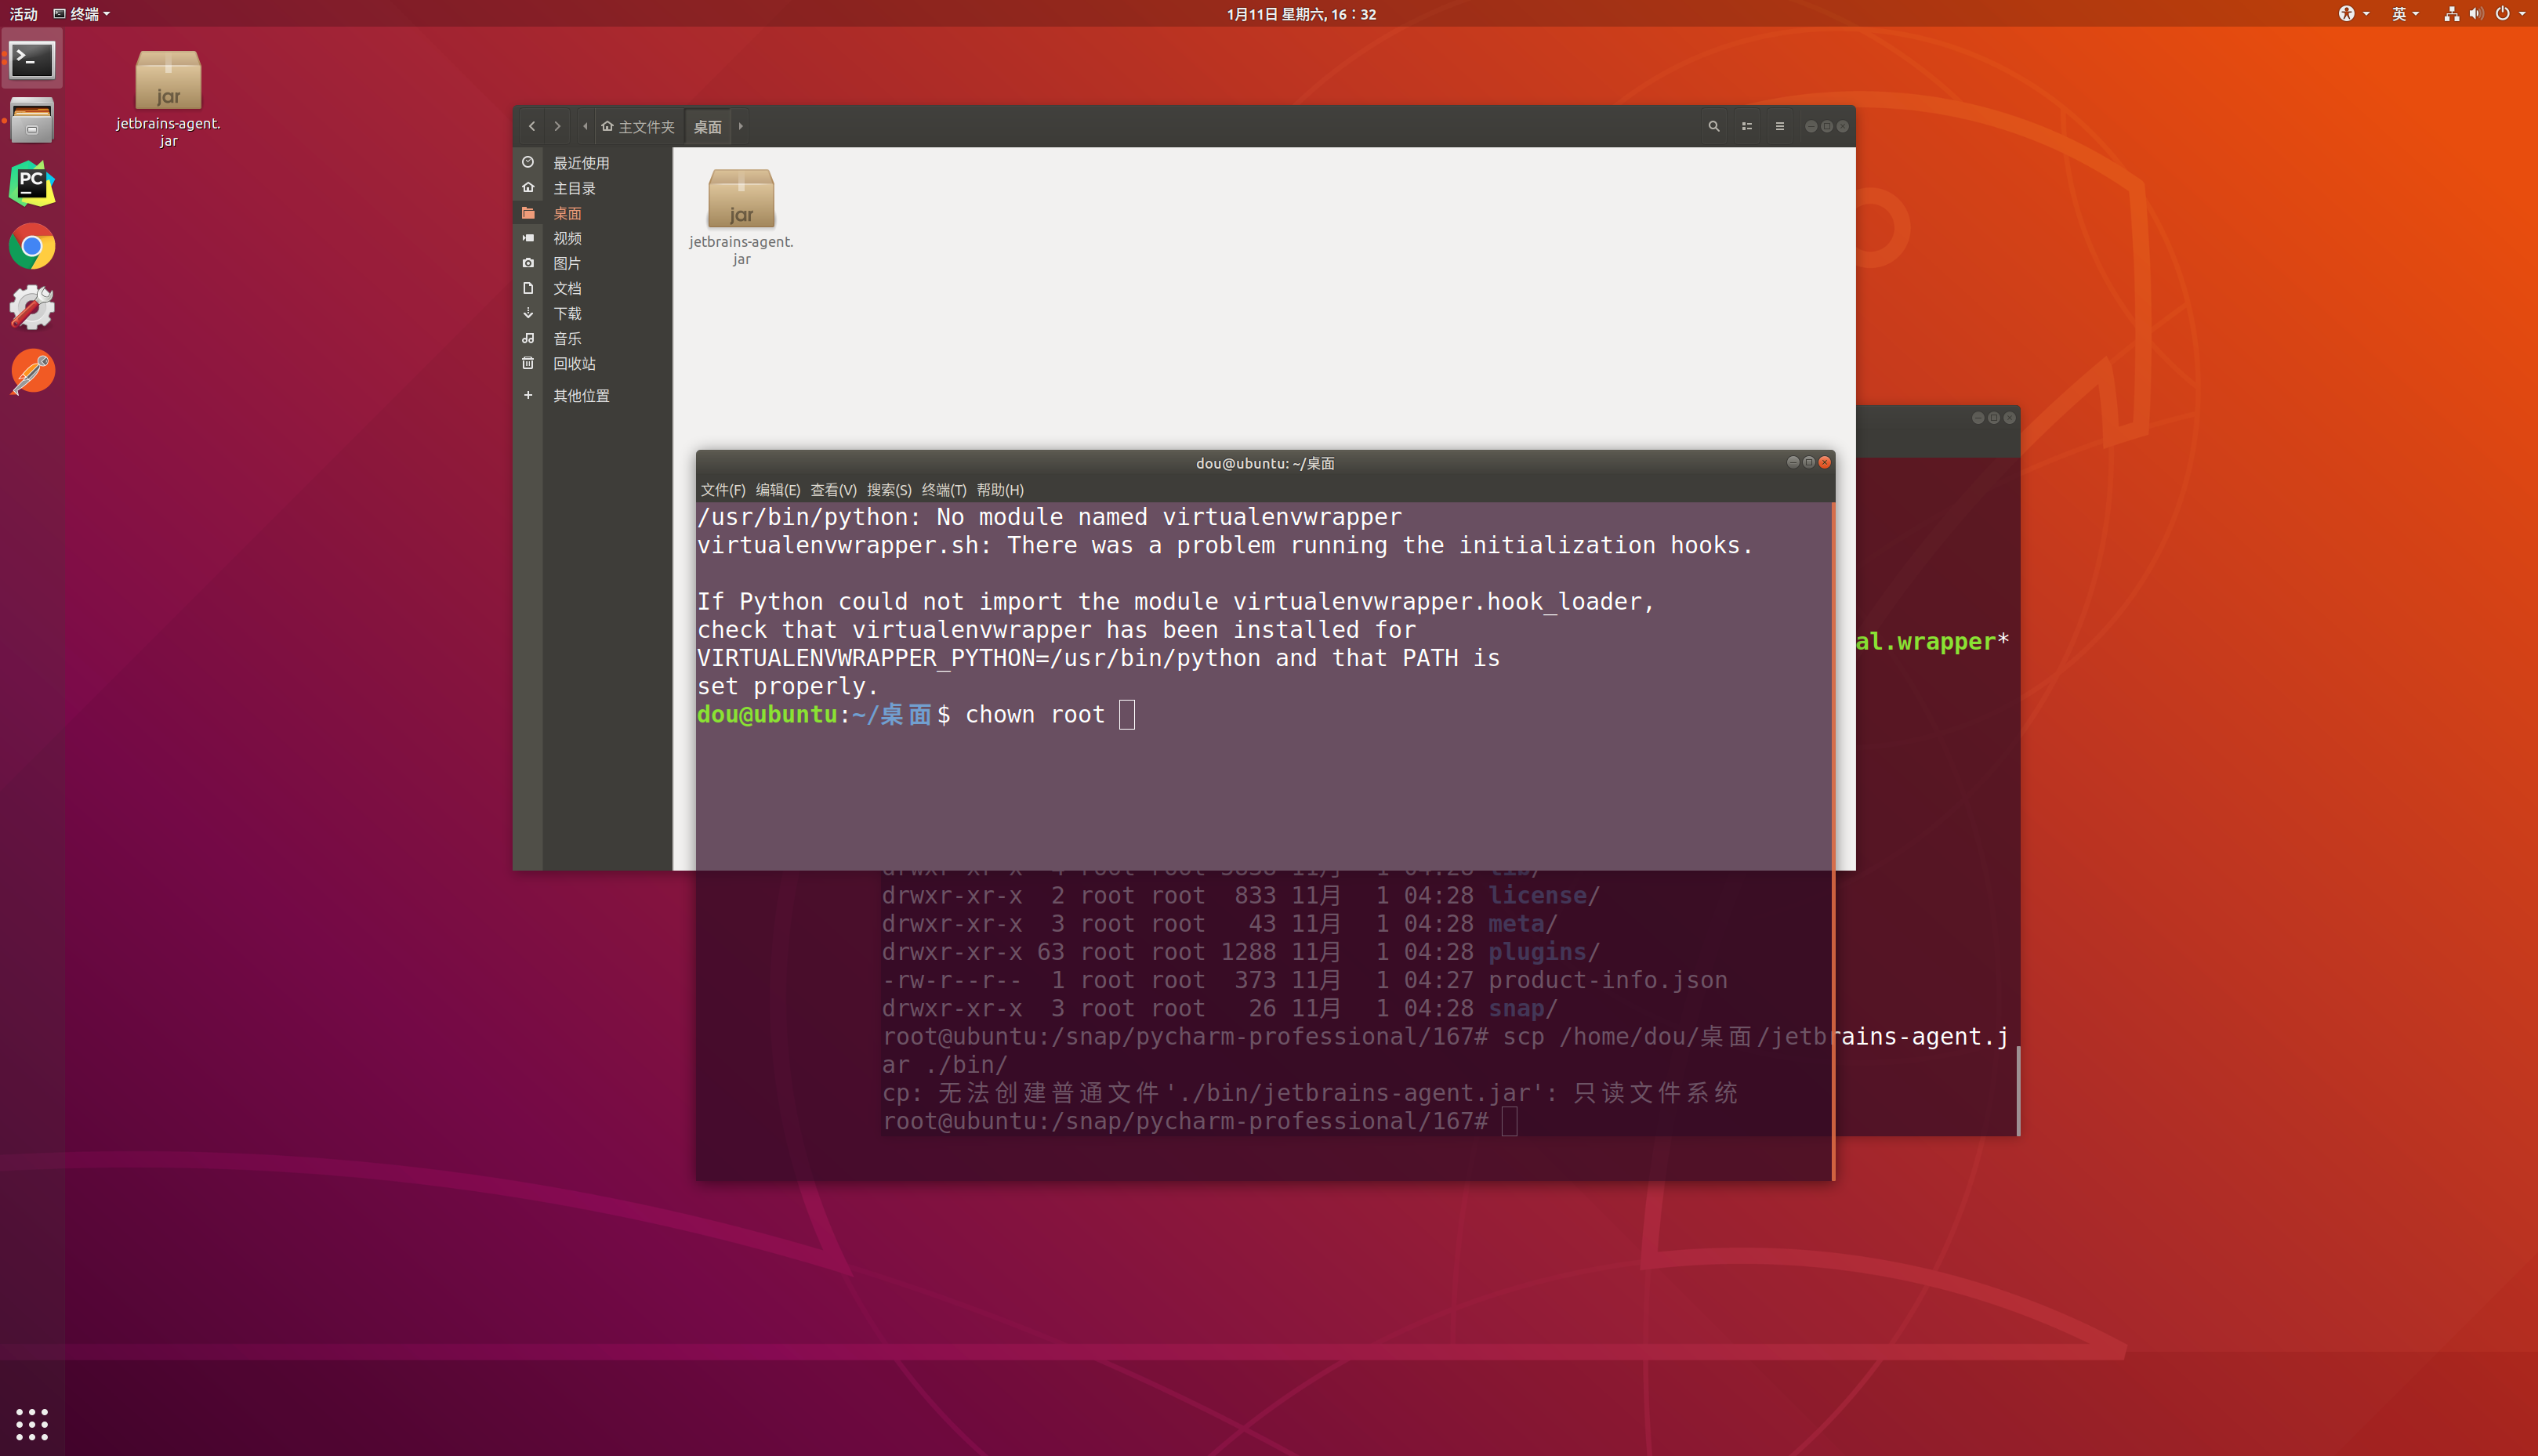 活动 终端
1月11日 星期六, 16：32
英
jar
jetbrains-agent.
jar
PC
主文件夹 桌面
最近使用
主目录
桌面
视频
图片
文档
下载
音乐
回收站
其他位置
jar
jetbrains-agent.
jar
dou@ubuntu: ~/桌面
文件(F) 编辑(E) 查看(V) 搜索(S) 终端(T) 帮助(H)
/usr/bin/python: No module named virtualenvwrapper
virtualenvwrapper.sh: There was a problem running the initialization hooks.
If Python could not import the module virtualenvwrapper.hook_loader,
check that virtualenvwrapper has been installed for
VIRTUALENVWRAPPER_PYTHON=/usr/bin/python and that PATH is
set properly.
dou@ubuntu:~/桌面$ chown root
al.wrapper*
drwxr-xr-x 2 root root 833 11月 1 04:28 license/
drwxr-xr-x 3 root root 43 11月 1 04:28 meta/
drwxr-xr-x 63 root root 1288 11月 1 04:28 plugins/
-rw-r--r-- 1 root root 373 11月 1 04:27 product-info.json
drwxr-xr-x 3 root root 26 11月 1 04:28 snap/
root@ubuntu:/snap/pycharm-professional/167# scp /home/dou/桌面/jetbrains-agent.j
ar ./bin/
cp: 无法创建普通文件'./bin/jetbrains-agent.jar': 只读文件系统
root@ubuntu:/snap/pycharm-professional/167#